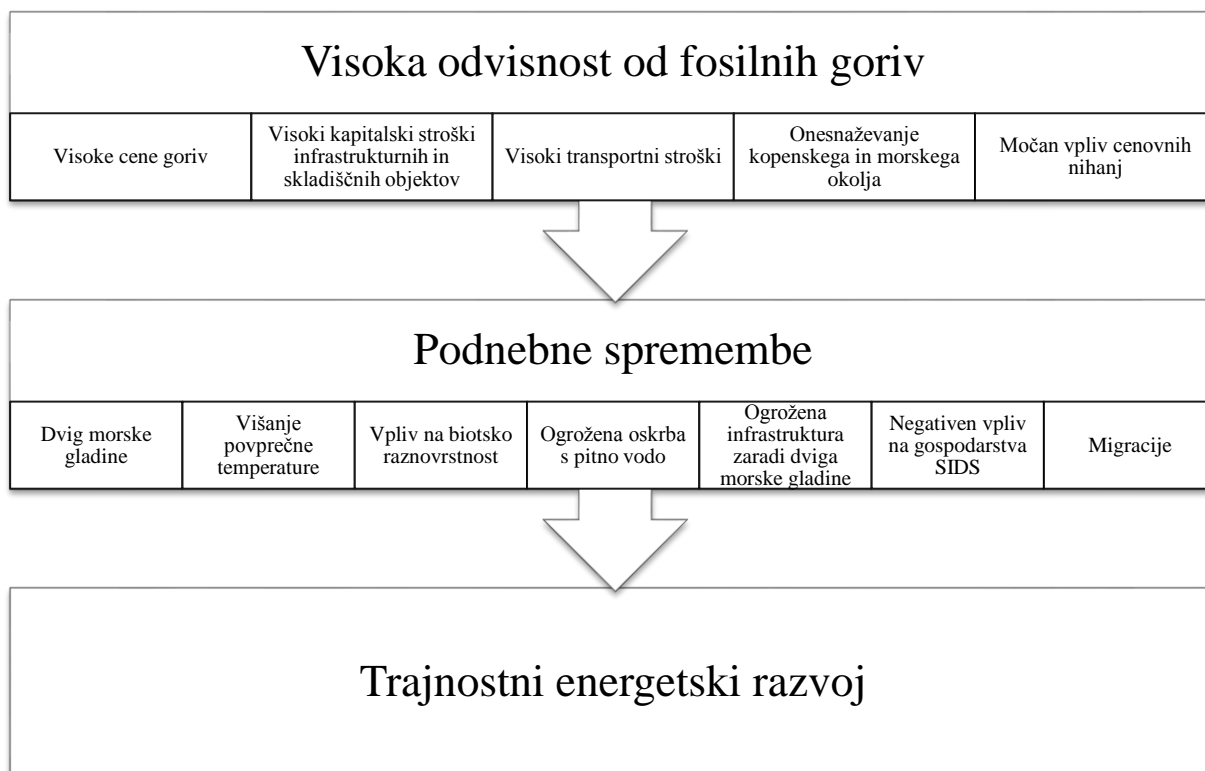 Visoka odvisnost od fosilnih goriv
Visoke cene goriv
Visoki kapitalski stroški
infrastrukturnih in
skladiščnih objektov
Visoki transportni stroški
Onesnaževanje
kopenskega in morskega
okolja
Močan vpliv cenovnih
nihanj
Podnebne spremembe
Dvig morske
gladine
Višanje
povprečne
temperature
Vpliv na biotsko
raznovrstnost
Ogrožena oskrba
s pitno vodo
Ogrožena
infrastruktura
zaradi dviga
morske gladine
Negativen vpliv
na gospodarstva
SIDS
Migracije
Trajnostni energetski razvoj